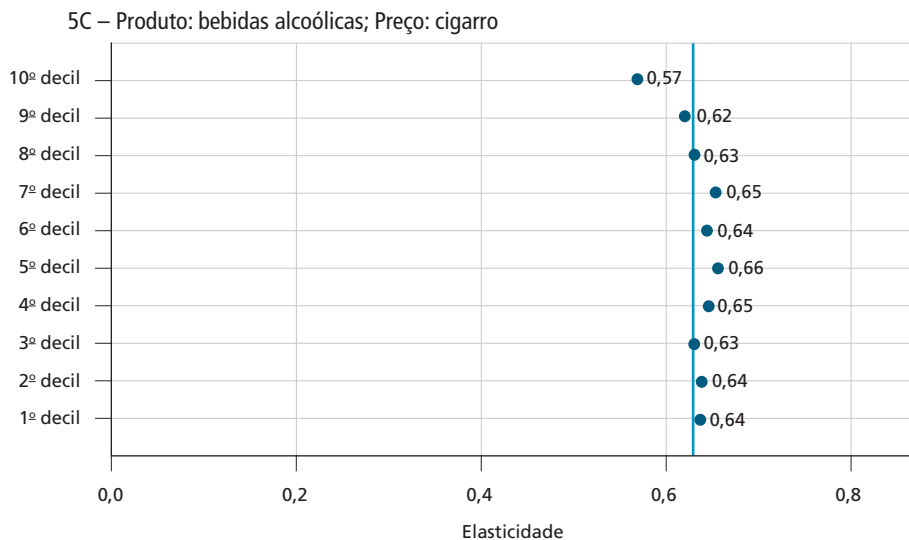 5C – Produto: bebidas alcoólicas; Preço: cigarro
10º decil 0,57
9º decil 0,62
8º decil 0,63
7º decil 0,65
6º decil 0,64
5º decil 0,66
4º decil 0,65
3º decil 0,63
2º decil 0,64
1º decil 0,64
0,0 0,2 0,4 0,6 0,8
Elasticidade